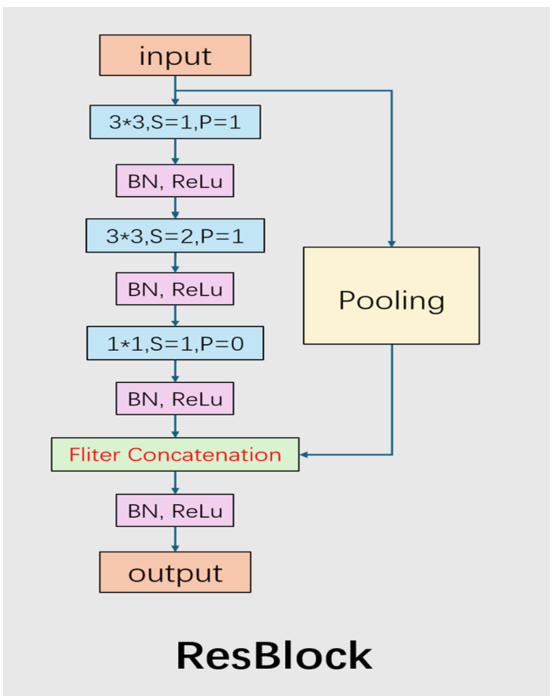 input
3*3,S=1,P=1
BN, ReLu
3*3,S=2,P=1
BN, ReLu
Pooling
1*1,S=1,P=0
BN, ReLu
Fliter Concatenation
BN, ReLu
output
ResBlock